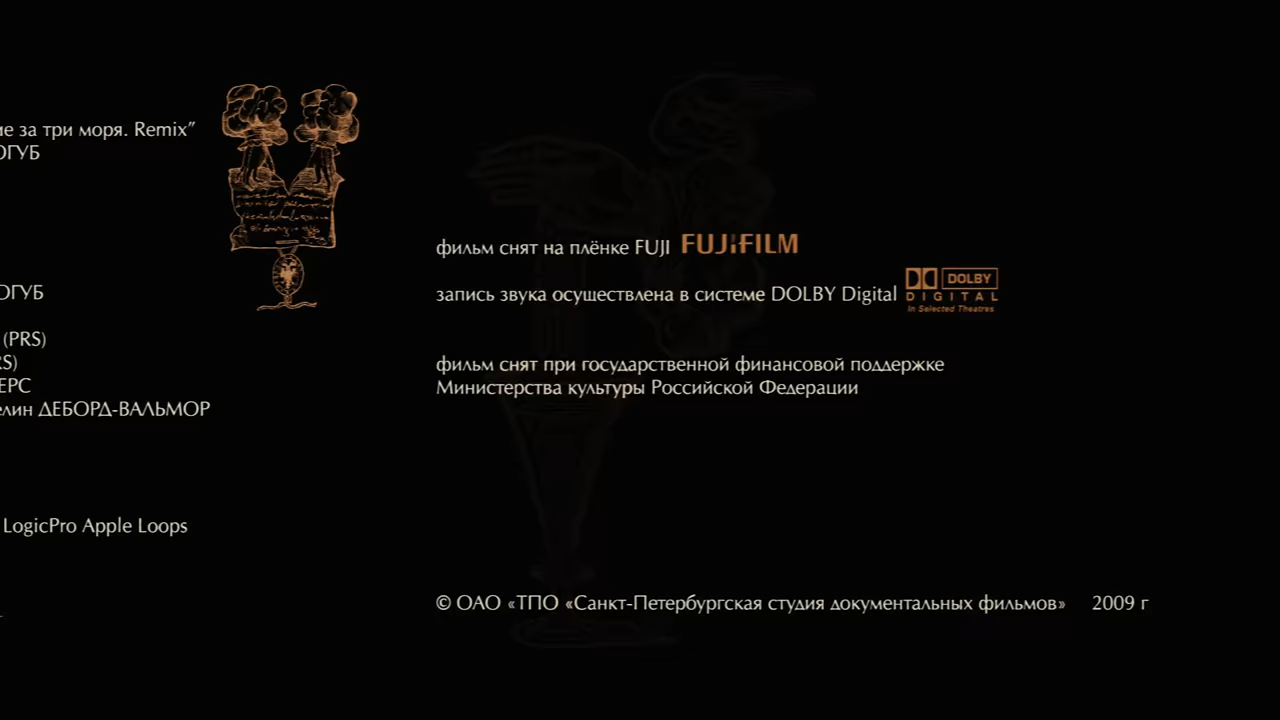 ие за три моря. Remix”
ОГУБ
ОГУБ
(PRS)
RS)
ЕРС
елин ДЕБОРД-ВАЛЬМОР
LogicPro Apple Loops
фильм снят на плёнке FUJI FUJIFILM
запись звука осуществлена в системе DOLBY Digital
DOLBY
DIGITAL
In Selected Theatres
фильм снят при государственной финансовой поддержке
Министерства культуры Российской Федерации
© ОАО «ТПО «Санкт-Петербургская студия документальных фильмов» 2009 г